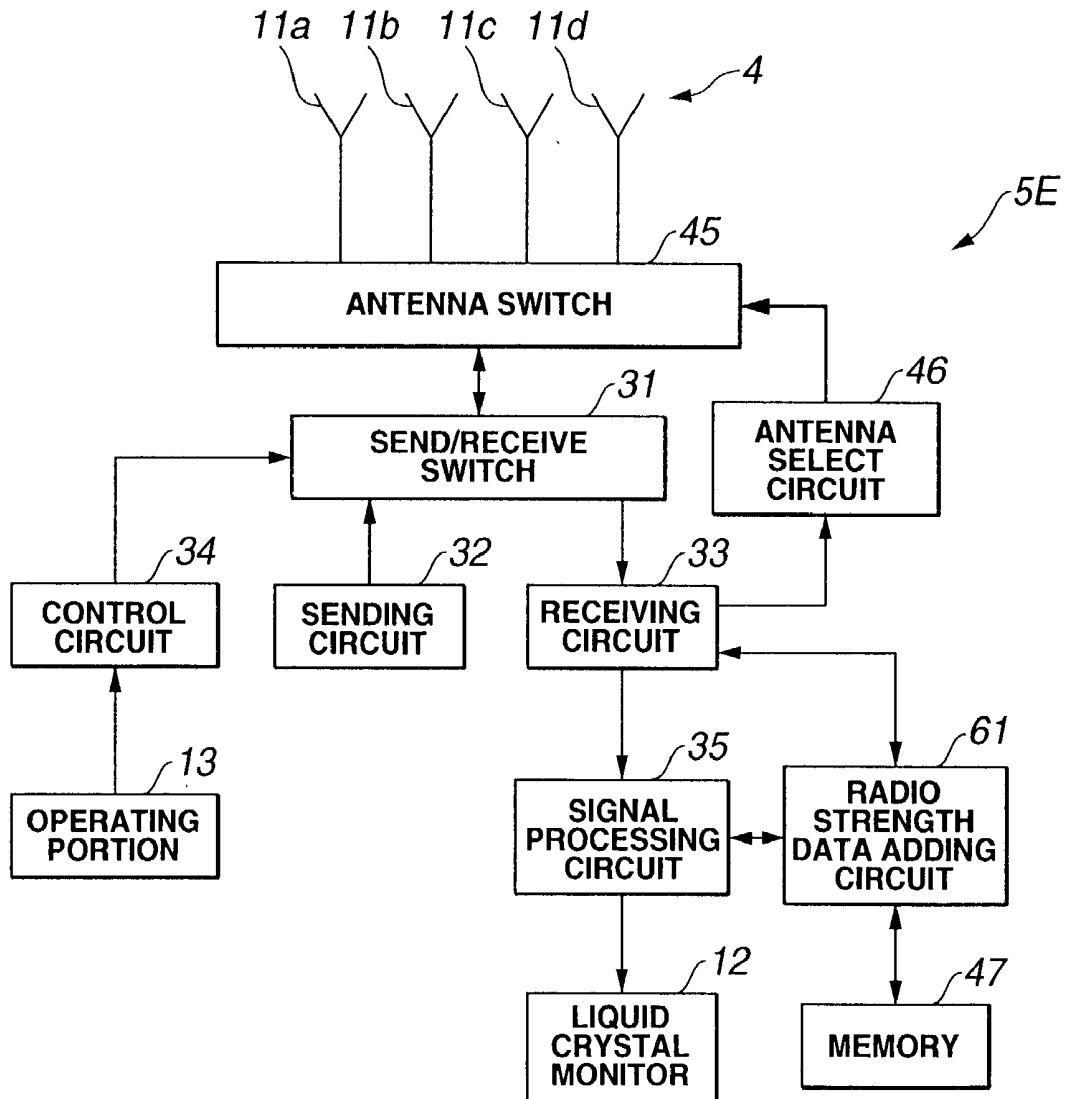 11a 11b 11c 11d
4
5E
45
ANTENNA SWITCH
31
46
SEND/RECEIVE
SWITCH
ANTENNA
SELECT
CIRCUIT
34
32
33
CONTROL
CIRCUIT
SENDING
CIRCUIT
RECEIVING
CIRCUIT
13
35
61
OPERATING
PORTION
SIGNAL
PROCESSING
CIRCUIT
RADIO
STRENGTH
DATA ADDING
CIRCUIT
12
47
LIQUID
CRYSTAL
MONITOR
MEMORY